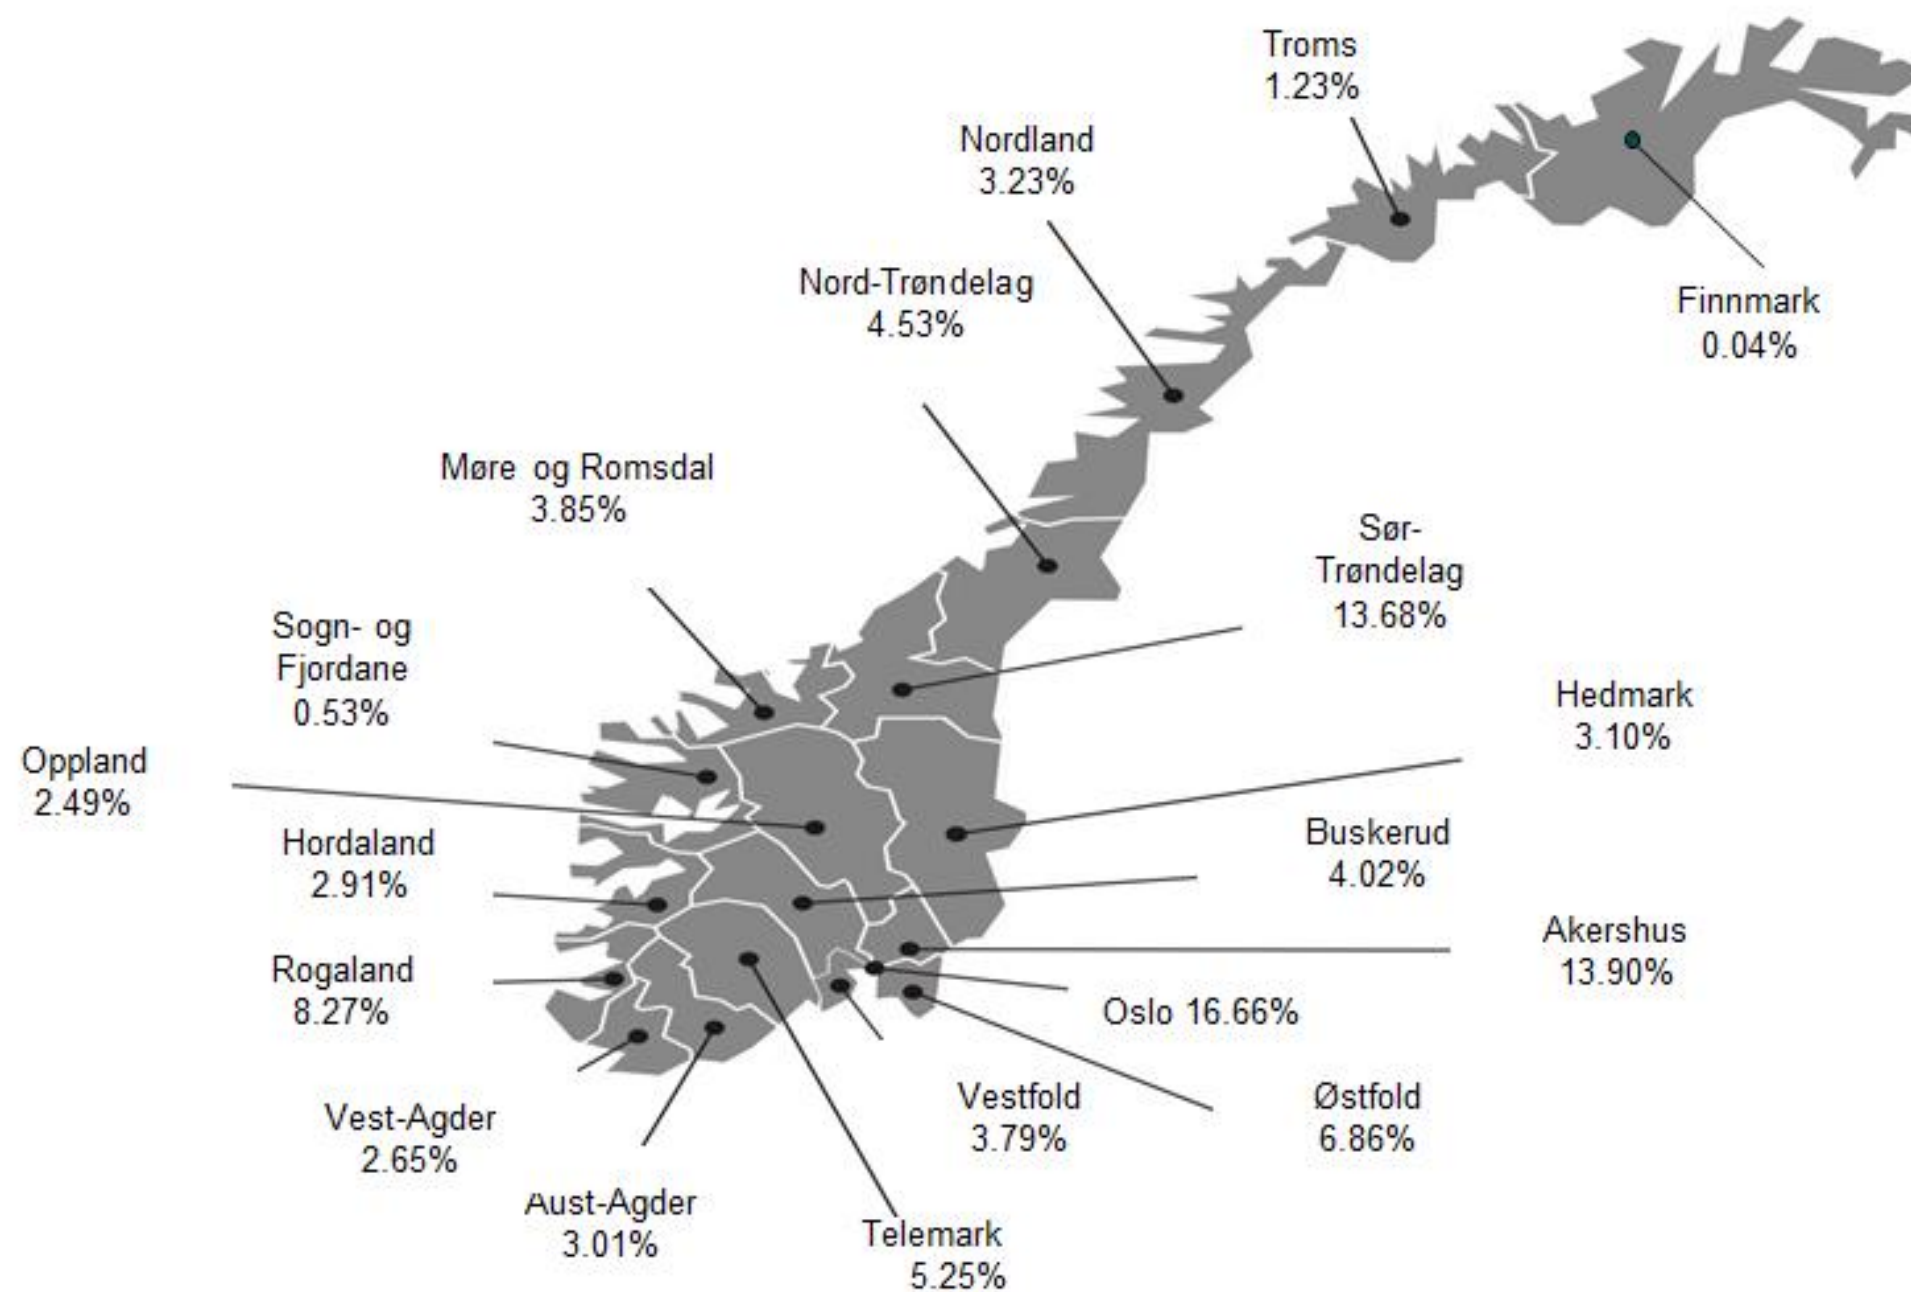 Troms
1.23%
Nordland
3.23%
Nord-Trøndelag
4.53%
Finnmark
0.04%
Møre og Romsdal
3.85%
Sør-
Trøndelag
13.68%
Sogn- og
Fjordane
0.53%
Hedmark
3.10%
Oppland
2.49%
Hordaland
2.91%
Buskerud
4.02%
Akershus
13.90%
Rogaland
8.27%
Oslo 16.66%
Vestfold
3.79%
Østfold
6.86%
Vest-Agder
2.65%
Aust-Agder
3.01%
Telemark
5.25%